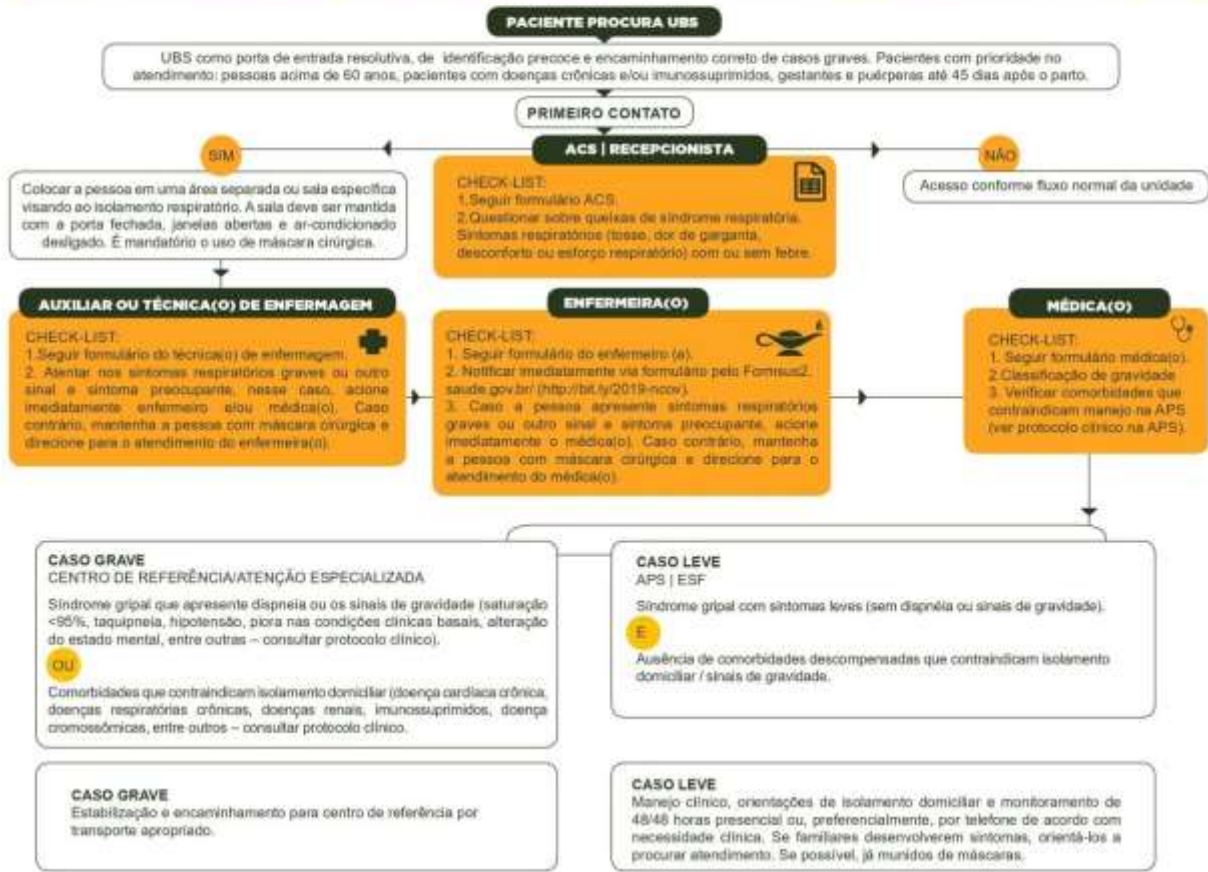 PACIENTE PROCURA UBS
UBS como porta de entrada resolutiva, de identificação precoce e encaminhamento correto de casos graves. Pacientes com prioridade no
atendimento: pessoas acima de 60 anos, pacientes com doenças crônicas e/ou imunossuprimidos, gestantes e puérperas até 45 dias após o parto.
PRIMEIRO CONTATO
ACS | RECEPCIONISTA
SIM
NÃO
Colocar a pessoa em uma área separada ou sala específica
visando ao isolamento respiratório. A sala deve ser mantida
com a porta fechada, janelas abertas e ar-condicionado
desligado. É mandatório o uso de máscara cirúrgica.
CHECK-LIST:
1.Seguir formulário ACS.
2.Questionar sobre queixas de síndrome respiratória.
Sintomas respiratórios (tosse, dor de garganta,
desconforto ou esforço respiratório) com ou sem febre.
Acesso conforme fluxo normal da unidade
AUXILIAR OU TÉCNICA(O) DE ENFERMAGEM
CHECK-LIST:
1.Seguir formulário do técnica(o) de enfermagem.
2. Atentar nos sintomas respiratórios graves ou outro
sinal e sintoma preocupante, nesse caso, acione
imediatamente enfermeiro e/ou médica(o). Caso
contrário, mantenha a pessoa com máscara cirúrgica e
direcione para o atendimento do enfermeira(o).
ENFERMEIRA(O)
CHECK-LIST:
1. Seguir formulário do enfermeiro (a).
2. Notificar imediatamente via formulário pelo Formsus2.
saude.gov.br/ (http://bit.ly/2019-ncov).
3. Caso a pessoa apresente sintomas respiratórios
graves ou outro sinal e sintoma preocupante, acione
imediatamente o médica(o). Caso contrário, mantenha
a pessoa com máscara cirúrgica e direcione para o
atendimento do médica(o).
MÉDICA(O)
CHECK-LIST:
1. Seguir formulário médica(o).
2.Classificação de gravidade
3. Verificar comorbidades que
contraindicam manejo na APS
(ver protocolo clínico na APS).
CASO GRAVE
CENTRO DE REFERÊNCIA/ATENÇÃO ESPECIALIZADA
Síndrome gripal que apresente dispneia ou os sinais de gravidade (saturação
<95%, taquipneia, hipotensão, piora nas condições clínicas basais, alteração
do estado mental, entre outras – consultar protocolo clínico).
OU
Comorbidades que contraindicam isolamento domiciliar (doença cardíaca crônica,
doenças respiratórias crônicas, doenças renais, imunossuprimidos, doença
cromossômicas, entre outros – consultar protocolo clínico.
CASO LEVE
APS | ESF
Síndrome gripal com sintomas leves (sem dispnéia ou sinais de gravidade).
E
Ausência de comorbidades descompensadas que contraindicam isolamento
domiciliar / sinais de gravidade.
CASO GRAVE
Estabilização e encaminhamento para centro de referência por
transporte apropriado.
CASO LEVE
Manejo clínico, orientações de isolamento domiciliar e monitoramento de
48/48 horas presencial ou, preferencialmente, por telefone de acordo com
necessidade clínica. Se familiares desenvolverem sintomas, orientá-los a
procurar atendimento. Se possível, já munidos de máscaras.